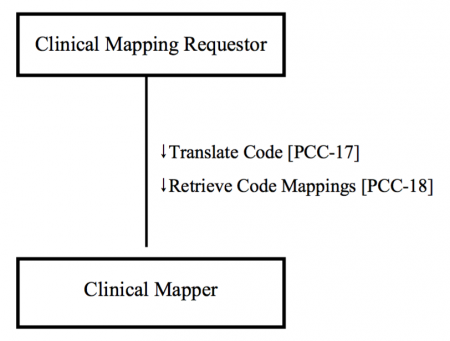 Clinical Mapping Requestor
↓Translate Code [PCC-17]
↓Retrieve Code Mappings [PCC-18]
Clinical Mapper